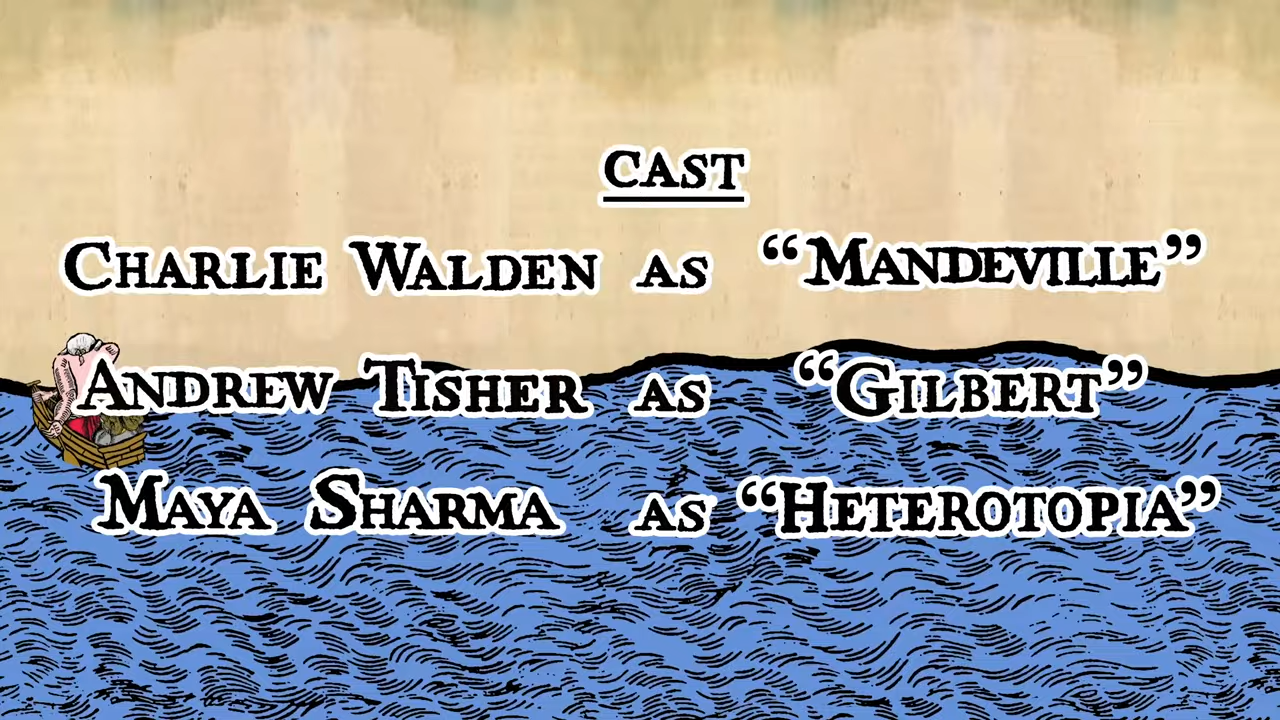 CAST
CHARLIE WALDEN AS “MANDEVILLE”
ANDREW TISHER AS “GILBERT”
MAYA SHARMA AS “HETEROTOPIA”